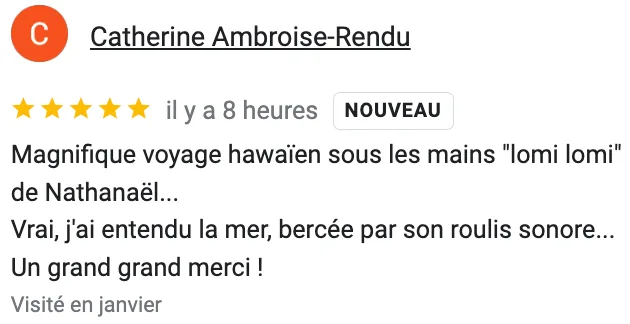 C
Catherine Ambroise-Rendu
★★★★★ il y a 8 heures NOUVEAU
Magnifique voyage hawaïen sous les mains "lomi lomi"
de Nathanaël...
Vrai, j'ai entendu la mer, bercée par son roulis sonore...
Un grand grand merci !
Visité en janvier